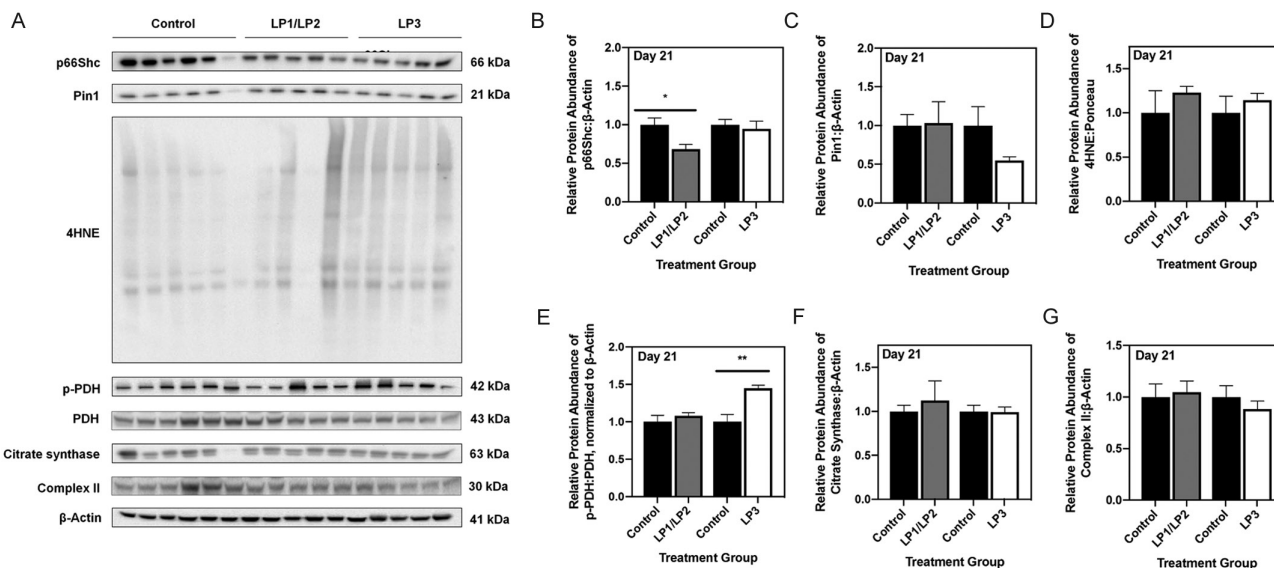 A
Control LP1/LP2 LP3
p66Shc 66 kDa
Pin1 21 kDa
4HNE
p-PDH 42 kDa
PDH 43 kDa
Citrate synthase 63 kDa
Complex II 30 kDa
β-Actin 41 kDa
B
Relative Protein Abundance of
p66Shc:β-Actin
Day 21
*
2.0
1.5
1.0
0.5
0.0
Control LP1/LP2 Control LP3
Treatment Group
C
Relative Protein Abundance of
Pin1:β-Actin
Day 21
2.0
1.5
1.0
0.5
0.0
Control LP1/LP2 Control LP3
Treatment Group
D
Relative Protein Abundance of
4HNE:Ponceau
Day 21
1.5
1.0
0.5
0.0
Control LP1/LP2 Control LP3
Treatment Group
E
Relative Protein Abundance of
p-PDH:PDH, normalized to β-Actin
Day 21
**
2.0
1.5
1.0
0.5
0.0
Control LP1/LP2 Control LP3
Treatment Group
F
Relative Protein Abundance of
Citrate Synthase:β-Actin
Day 21
2.0
1.5
1.0
0.5
0.0
Control LP1/LP2 Control LP3
Treatment Group
G
Relative Protein Abundance of
Complex II:β-Actin
Day 21
1.5
1.0
0.5
0.0
Control LP1/LP2 Control LP3
Treatment Group